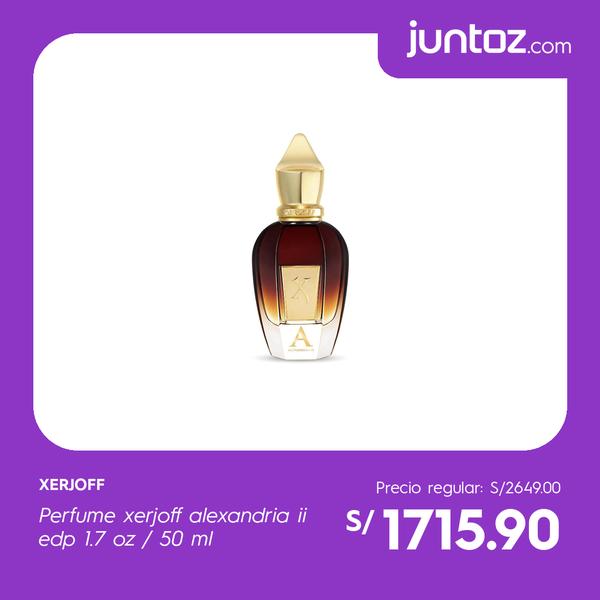 juntoz.com
X
A
XERJOFF
Perfume xerjoff alexandria ii
edp 1.7 oz / 50 ml
Precio regular: S/2649.00
S/ 1715.90